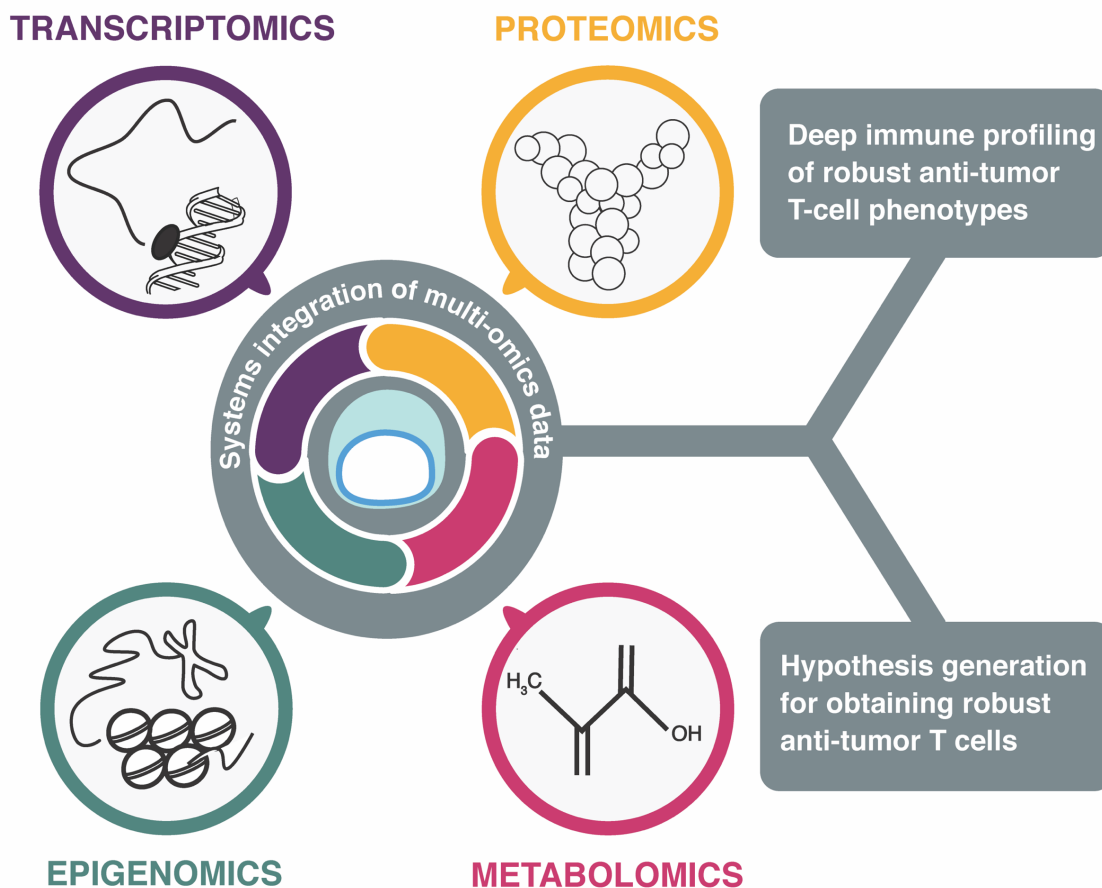 TRANSCRIPTOMICS
PROTEOMICS
Deep immune profiling
of robust anti-tumor
T-cell phenotypes
Systems integration of multi-omics data
H₃C
OH
Hypothesis generation
for obtaining robust
anti-tumor T cells
EPIGENOMICS
METABOLOMICS